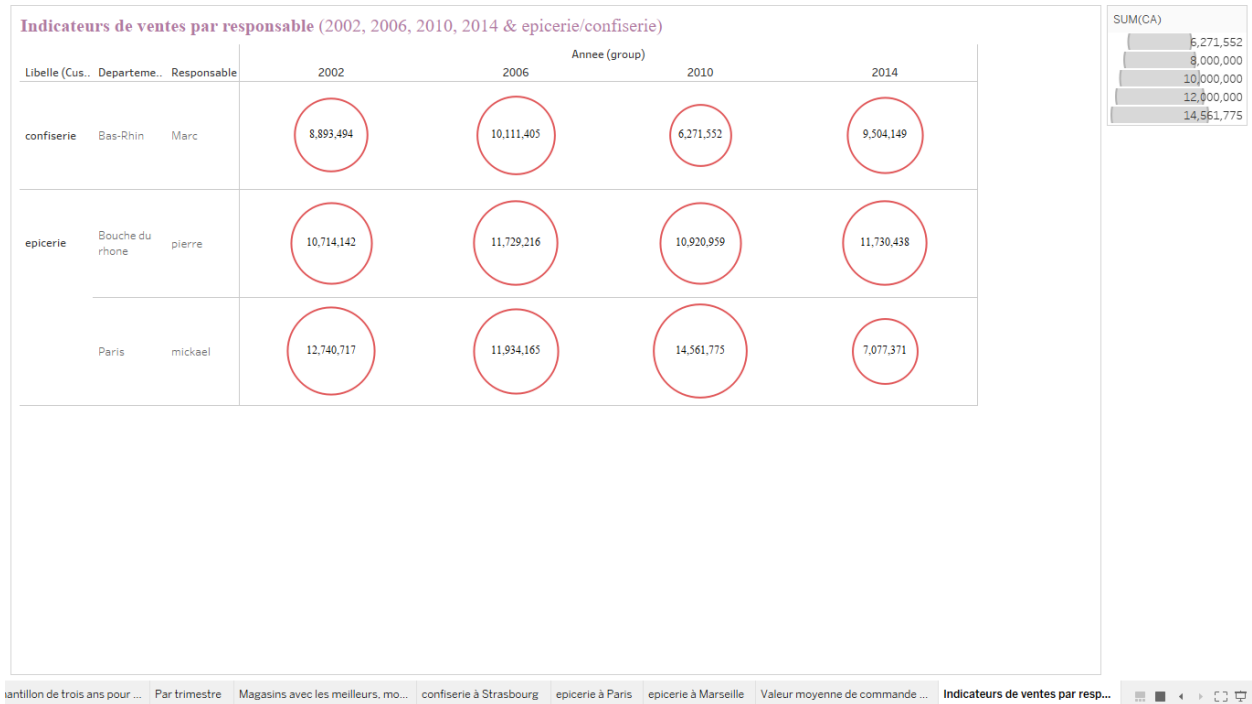 Indicateurs de ventes par responsable (2002, 2006, 2010, 2014 & epicerie/confiserie)
Annee (group)
Libelle (Cus.. Departeme.. Responsable 2002 2006 2010 2014
confiserie Bas-Rhin Marc 8,893,494 10,111,405 6,271,552 9,504,149
epicerie Bouche du rhone pierre 10,714,142 11,729,216 10,920,959 11,730,438
Paris mickael 12,740,717 11,934,165 14,561,775 7,077,371
SUM(CA)
6,271,552
8,000,000
10,000,000
12,000,000
14,561,775
antillon de trois ans pour ... Par trimestre Magasins avec les meilleurs, mo... confiserie à Strasbourg epicerie à Paris epicerie à Marseille Valeur moyenne de commande ... Indicateurs de ventes par resp...